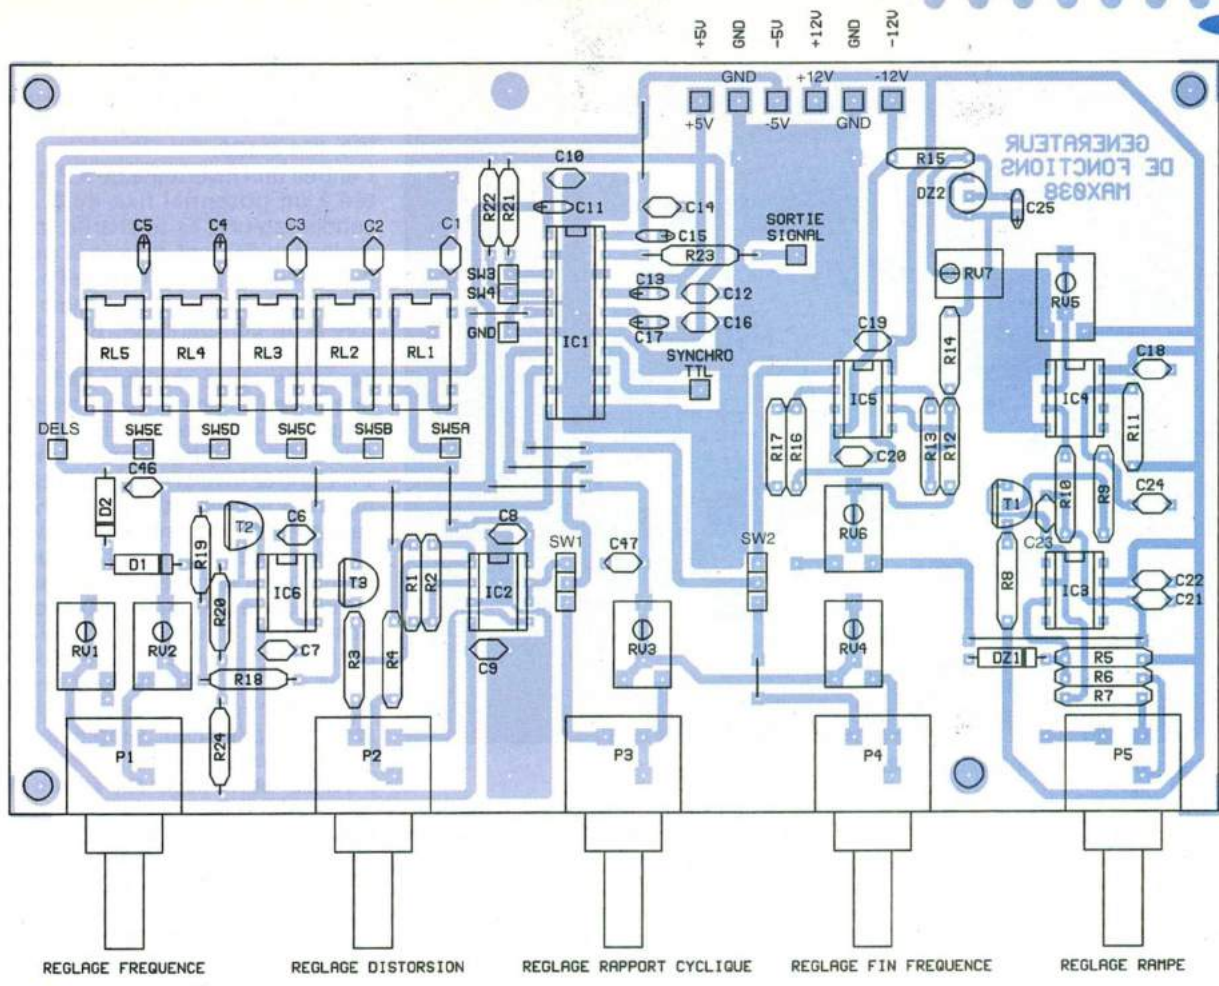 +5V
GND
-5V
+12V
GND
-12V
GND +12V -12V
+5V -5V GND
GENERATEUR
DE FONCTIONS
MAX038
R15
DZ2
C25
C10
R22 R21 C11
C14
C15
R23
SORTIE
SIGNAL
C5 C4 C3 C2 C1
SW3
SW4
GND
IC1
C13 C12
C17 C16
SYNCHRO
TTL
RV7
RV5
RL5 RL4 RL3 RL2 RL1
C19
R14
C18
IC5
IC4
R11
DELS SW5E SW5D SW5C SW5B SW5A
R17 R16
C20
R13 R12
C46
D2
T2
C6
C8
SW1
C47
SW2
RV6
T1
R10 R9
C24
C23
D1
R19
R20
IC6
T3
R1 R2
IC2
R8
IC3
C22
C21
RV1 RV2
C7
R3 R4
C9
RV3
RV4
DZ1
R5
R6
R7
R18
R24
P1 P2 P3 P4 P5
REGLAGE FREQUENCE
REGLAGE DISTORSION
REGLAGE RAPPORT CYCLIQUE
REGLAGE FIN FREQUENCE
REGLAGE RAMPE